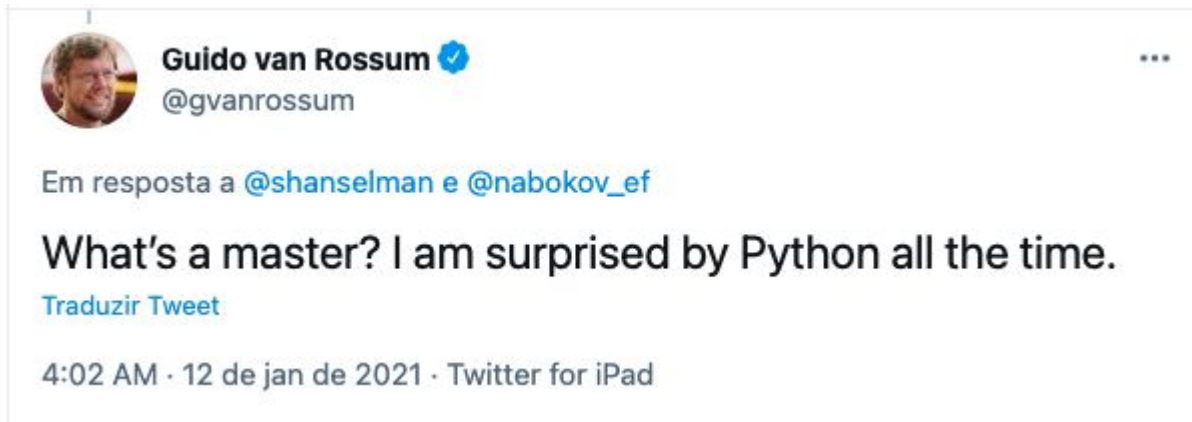 Guido van Rossum
@gvanrossum
Em resposta a @shanselman e @nabokov_ef
What's a master? I am surprised by Python all the time.
Traduzir Tweet
4:02 AM · 12 de jan de 2021 · Twitter for iPad